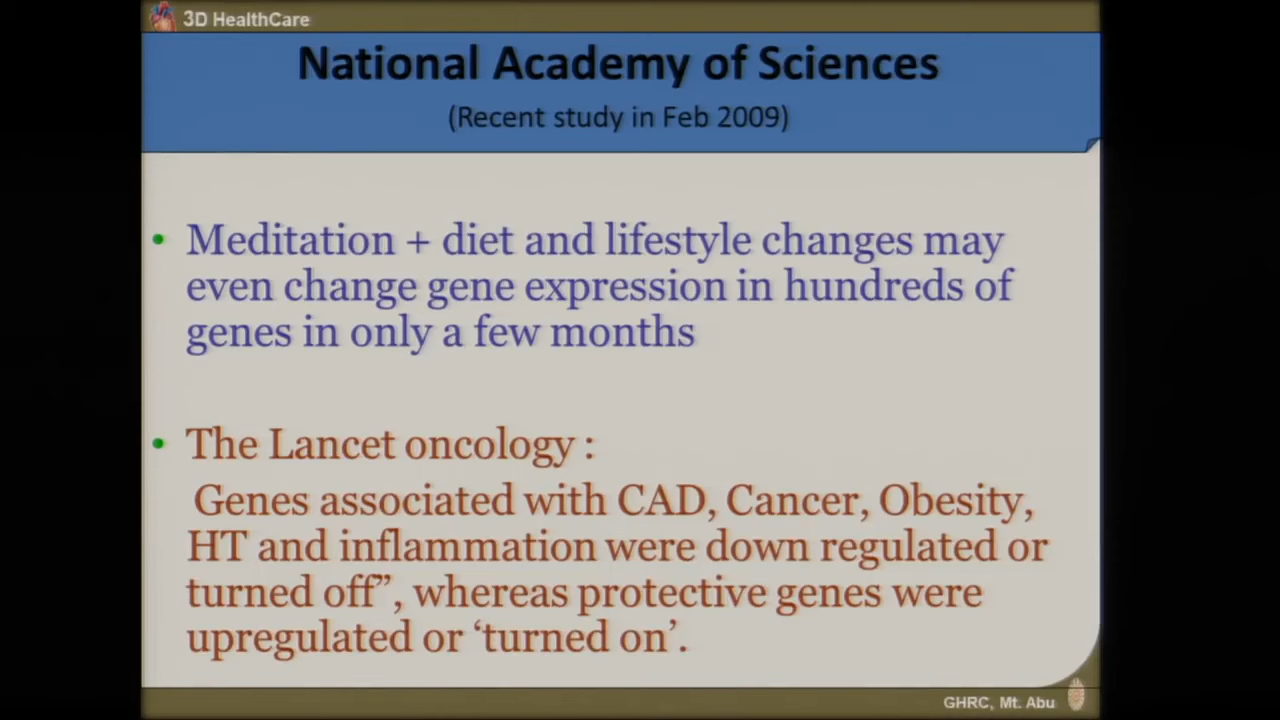 3D HealthCare
National Academy of Sciences
(Recent study in Feb 2009)
• Meditation + diet and lifestyle changes may
even change gene expression in hundreds of
genes in only a few months
• The Lancet oncology :
Genes associated with CAD, Cancer, Obesity,
HT and inflammation were down regulated or
turned off”, whereas protective genes were
upregulated or ‘turned on’.
GHRC, Mt. Abu